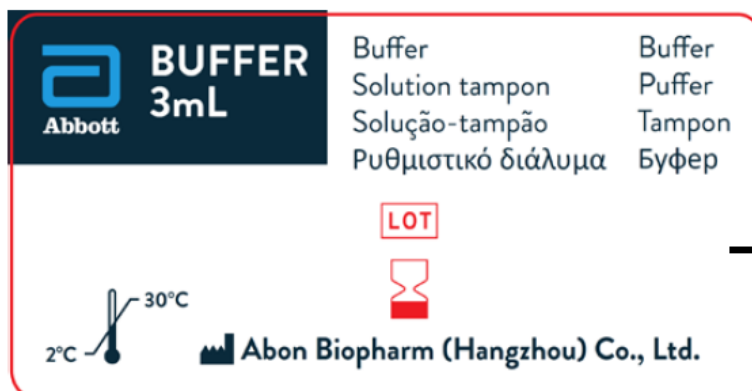 Abbott
BUFFER
3mL
Buffer
Solution tampon
Solução-tampão
Ρυθμιστικό διάλυμα
Buffer
Puffer
Tampon
Буфер
LOT
30°C
2°C
Abon Biopharm (Hangzhou) Co., Ltd.